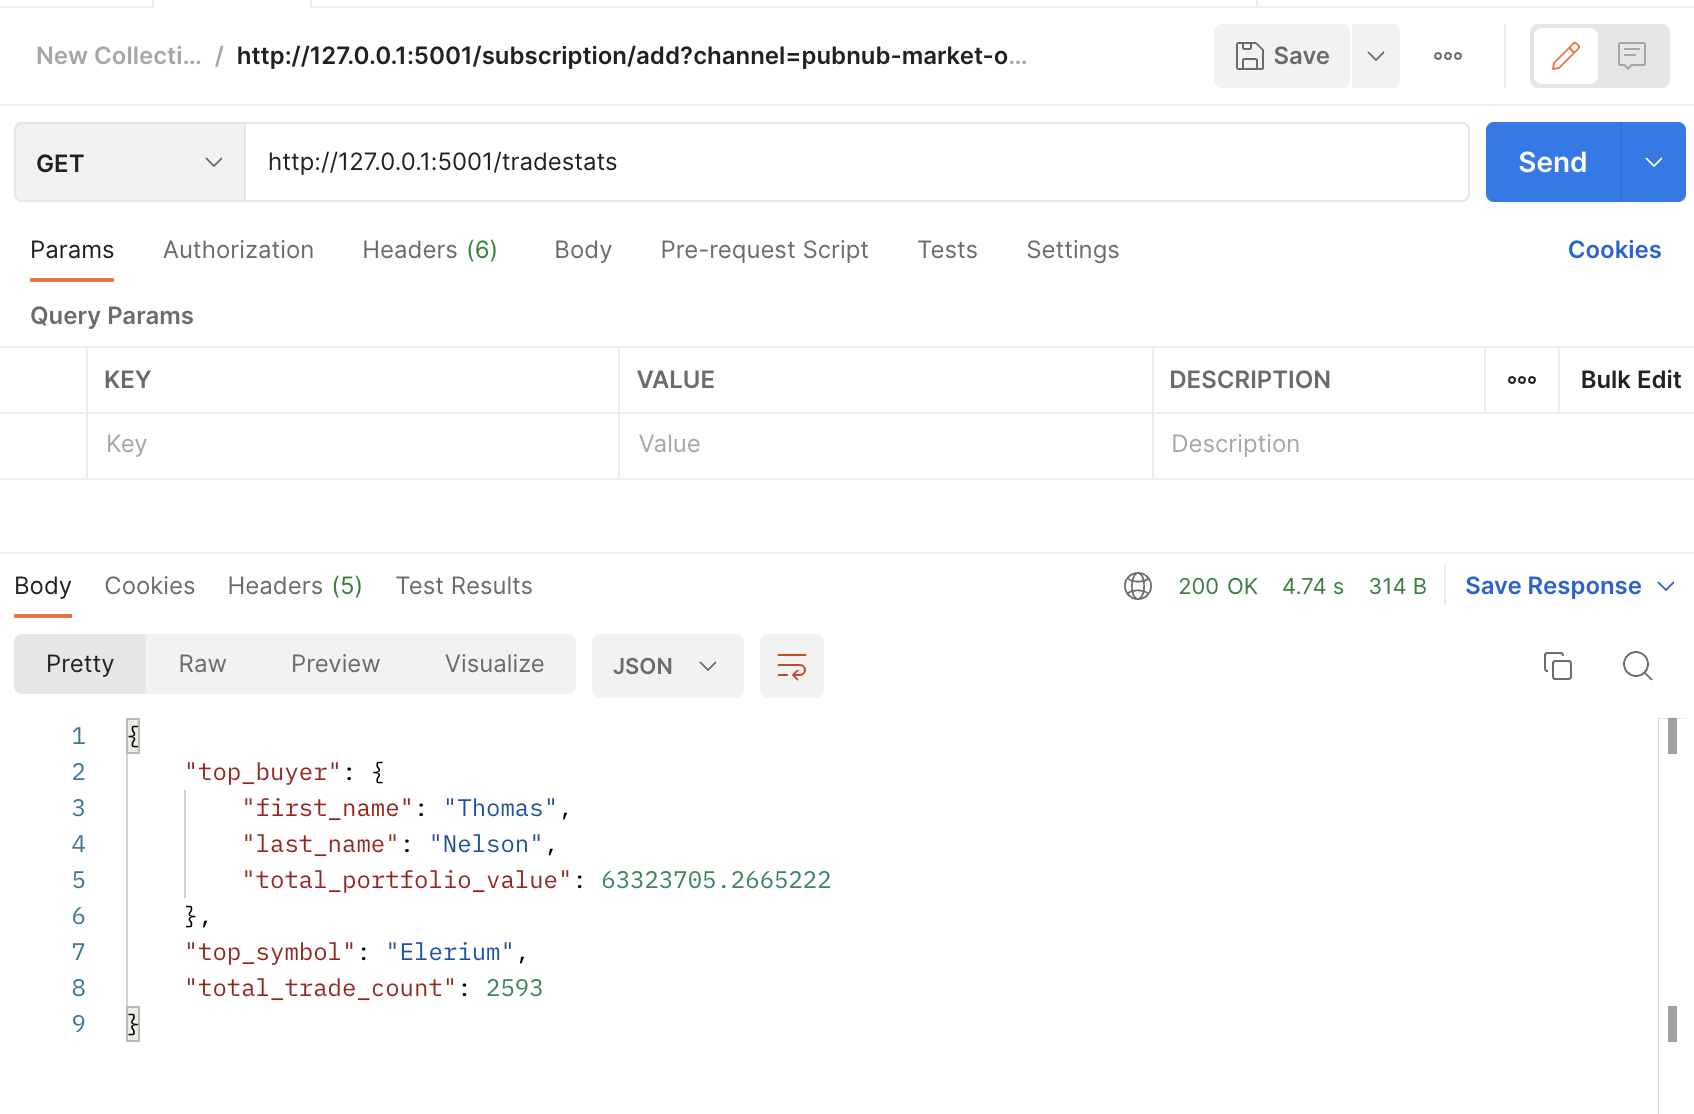 New Collecti... / http://127.0.0.1:5001/subscription/add?channel=pubnub-market-o... Save
GET http://127.0.0.1:5001/tradestats Send
Params Authorization Headers (6) Body Pre-request Script Tests Settings Cookies
Query Params
KEY VALUE DESCRIPTION Bulk Edit
Key Value Description
Body Cookies Headers (5) Test Results 200 OK 4.74 s 314 B Save Response
Pretty Raw Preview Visualize JSON
1 {
2 "top_buyer": {
3 "first_name": "Thomas",
4 "last_name": "Nelson",
5 "total_portfolio_value": 63323705.2665222
6 },
7 "top_symbol": "Elerium",
8 "total_trade_count": 2593
9 }